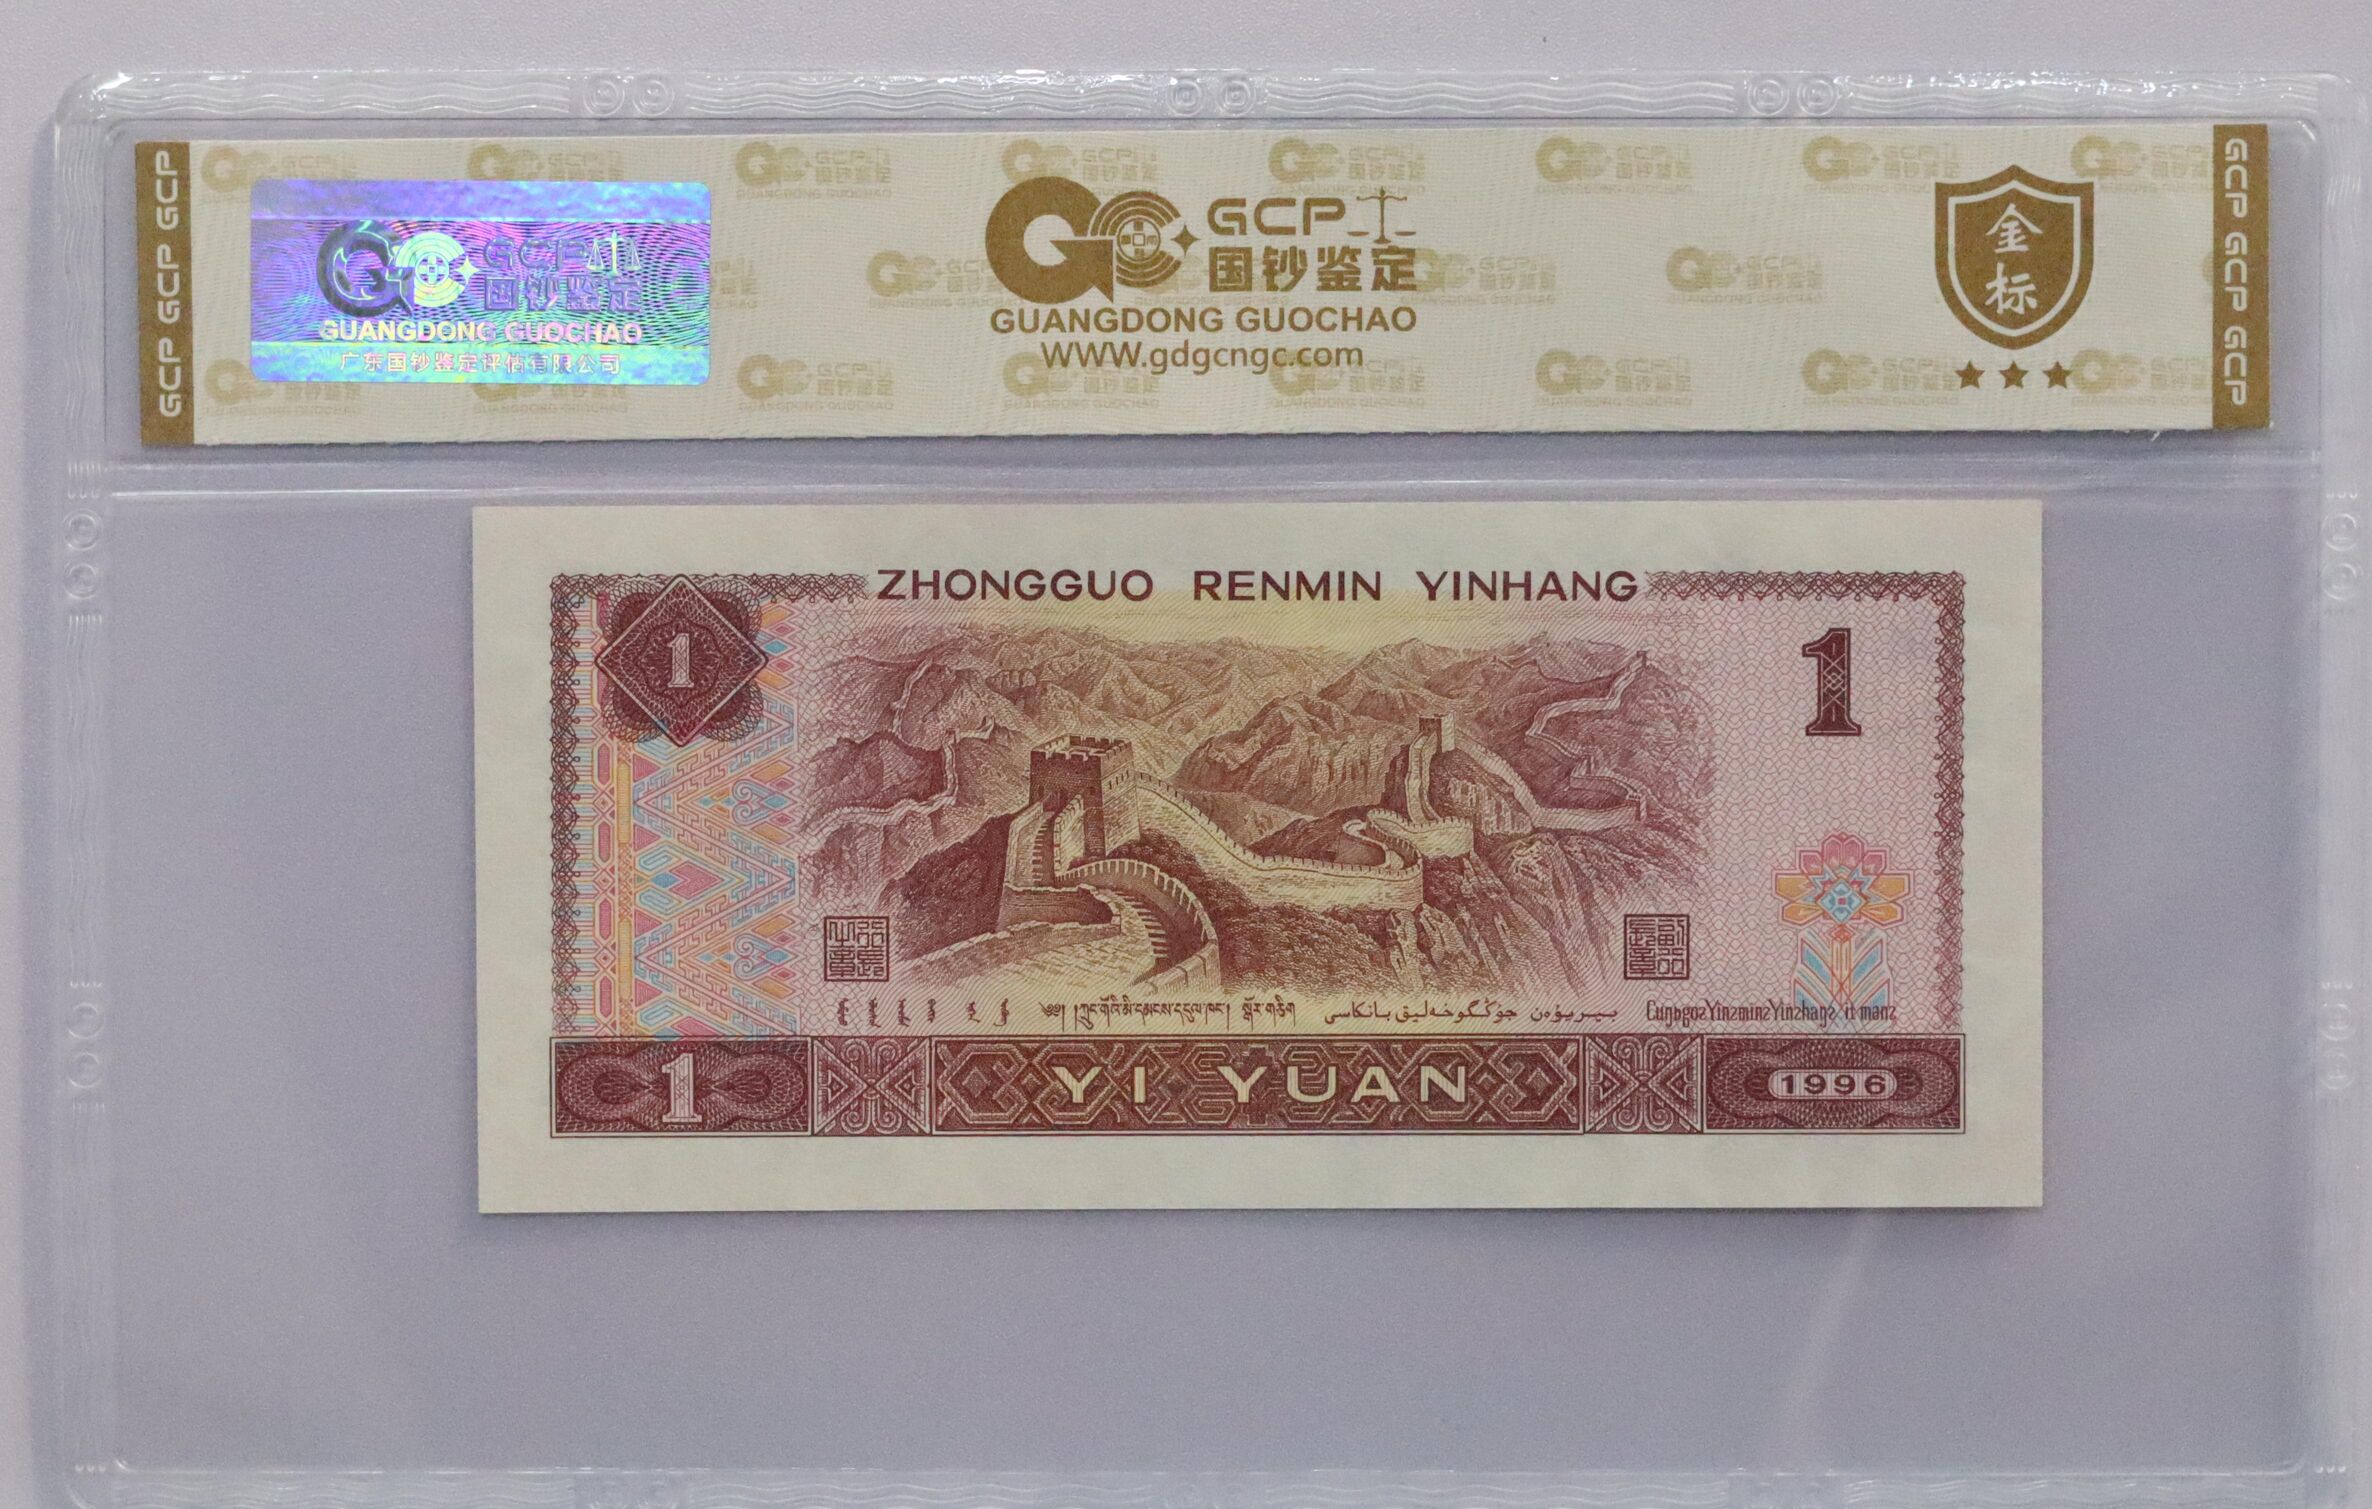 GCP GCP GCP
GCP 国钞鉴定
GUANGDONG GUOCHAO
广东国钞鉴定评估有限公司
GCP
国钞鉴定
GUANGDONG GUOCHAO
WWW.gdgcngc.com
金标
GCP GCP GCP
ZHONGGUO RENMIN YINHANG
1
1
YI YUAN
1
1996